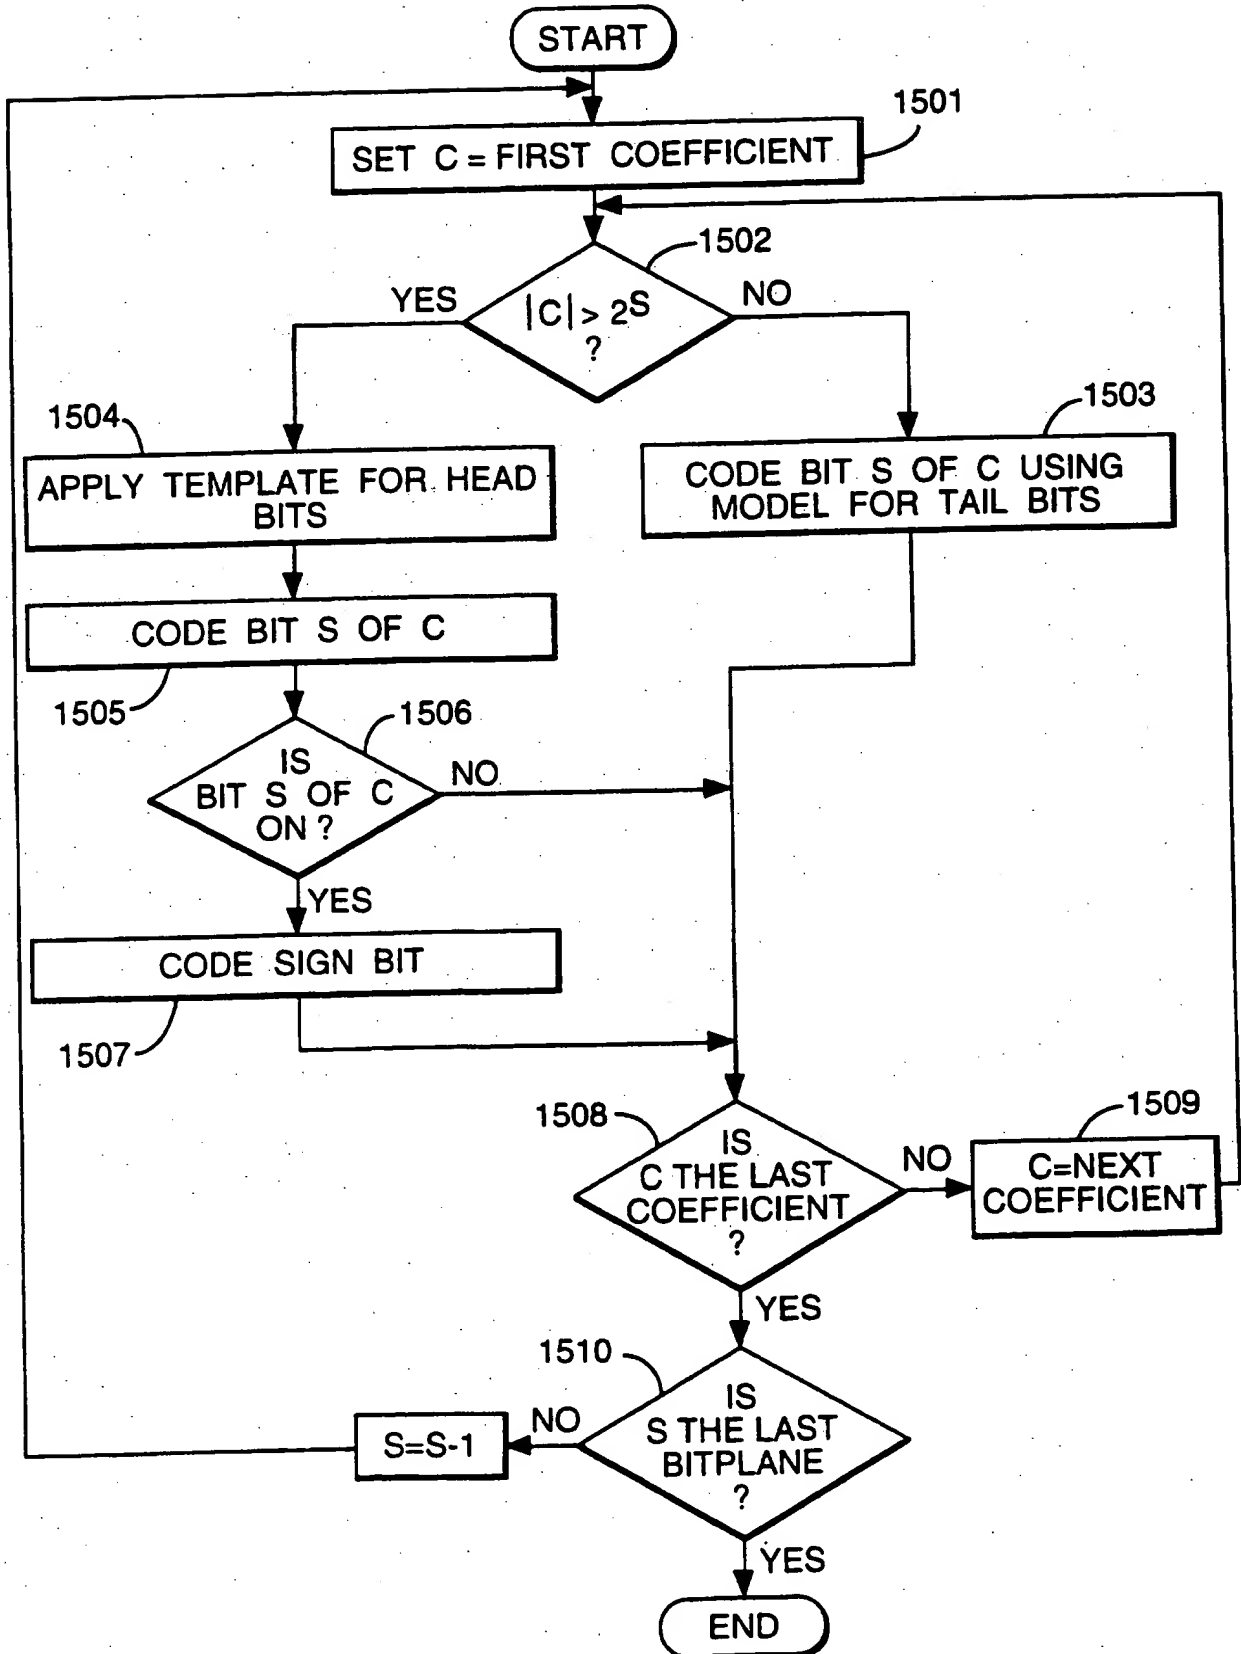 START
1501
SET C = FIRST COEFFICIENT
1502
YES
|C| > 2^S
?
NO
1504
1503
APPLY TEMPLATE FOR HEAD
BITS
CODE BIT S OF C USING
MODEL FOR TAIL BITS
CODE BIT S OF C
1505
1506
IS
BIT S OF C
ON ?
NO
YES
CODE SIGN BIT
1507
1508
IS
C THE LAST
COEFFICIENT
?
NO
1509
C=NEXT
COEFFICIENT
YES
1510
IS
S THE LAST
BITPLANE
?
NO
S=S-1
YES
END